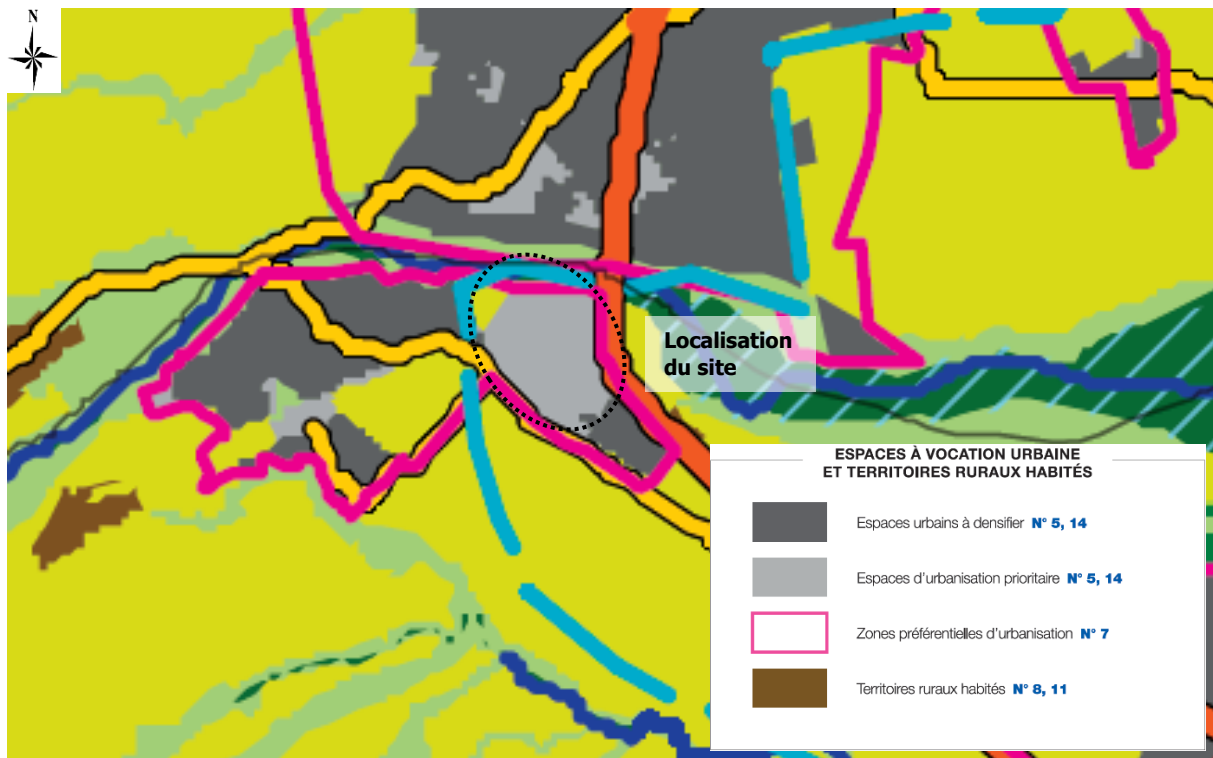 N
Localisation
du site
ESPACES À VOCATION URBAINE
ET TERRITOIRES RURAUX HABITÉS
Espaces urbains à densifier N° 5, 14
Espaces d'urbanisation prioritaire N° 5, 14
Zones préférentielles d'urbanisation N° 7
Territoires ruraux habités N° 8, 11